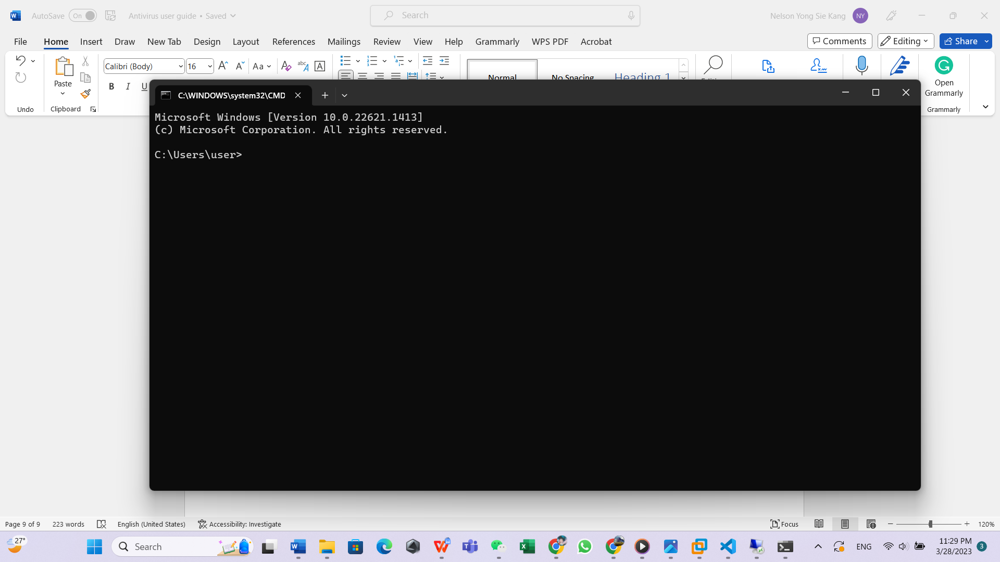 AutoSave On Antivirus user guide • Saved Search Nelson Yong Sie Kang NY
File Home Insert Draw New Tab Design Layout References Mailings Review View Help Grammarly WPS PDF Acrobat Comments Editing Share
Calibri (Body) 16 Aa Normal No Spacing Heading 1
Paste B I U Open
Grammarly
Undo Clipboard Grammarly
C:\WINDOWS\system32\CMD
Microsoft Windows [Version 10.0.22621.1413]
(c) Microsoft Corporation. All rights reserved.
C:\Users\user>
Page 9 of 9 223 words English (United States) Accessibility: Investigate Focus 120%
27° Search ENG 11:29 PM
3/28/2023 3